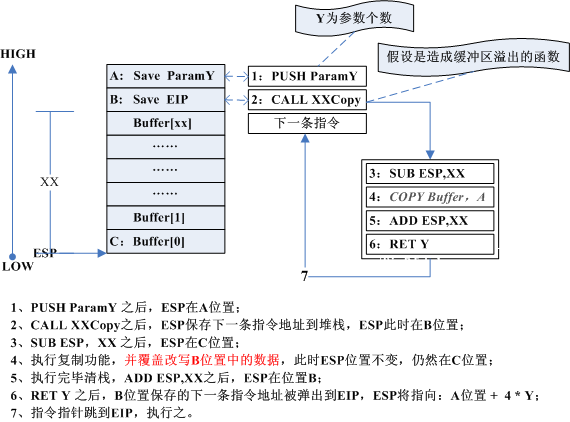 Y为参数个数
HIGH
假设是造成缓冲区溢出的函数
A: Save ParamY
1: PUSH ParamY
B: Save EIP
2: CALL XXCopy
Buffer[xx]
下一条指令
……
……
XX
……
3: SUB ESP,XX
4: COPY Buffer, A
Buffer[1]
5: ADD ESP,XX
C: Buffer[0]
6: RET Y
ESP
LOW
7
1、PUSH ParamY 之后，ESP在A位置；
2、CALL XXCopy之后，ESP保存下一条指令地址到堆栈，ESP此时在B位置；
3、SUB ESP，XX 之后，ESP在C位置；
4、执行复制功能，并覆盖改写B位置中的数据，此时ESP位置不变，仍然在C位置；
5、执行完毕清栈，ADD ESP,XX之后，ESP在位置B；
6、RET Y 之后，B位置保存的下一条指令地址被弹出到EIP，ESP将指向：A位置 + 4 * Y；
7、指令指针跳到EIP，执行之。